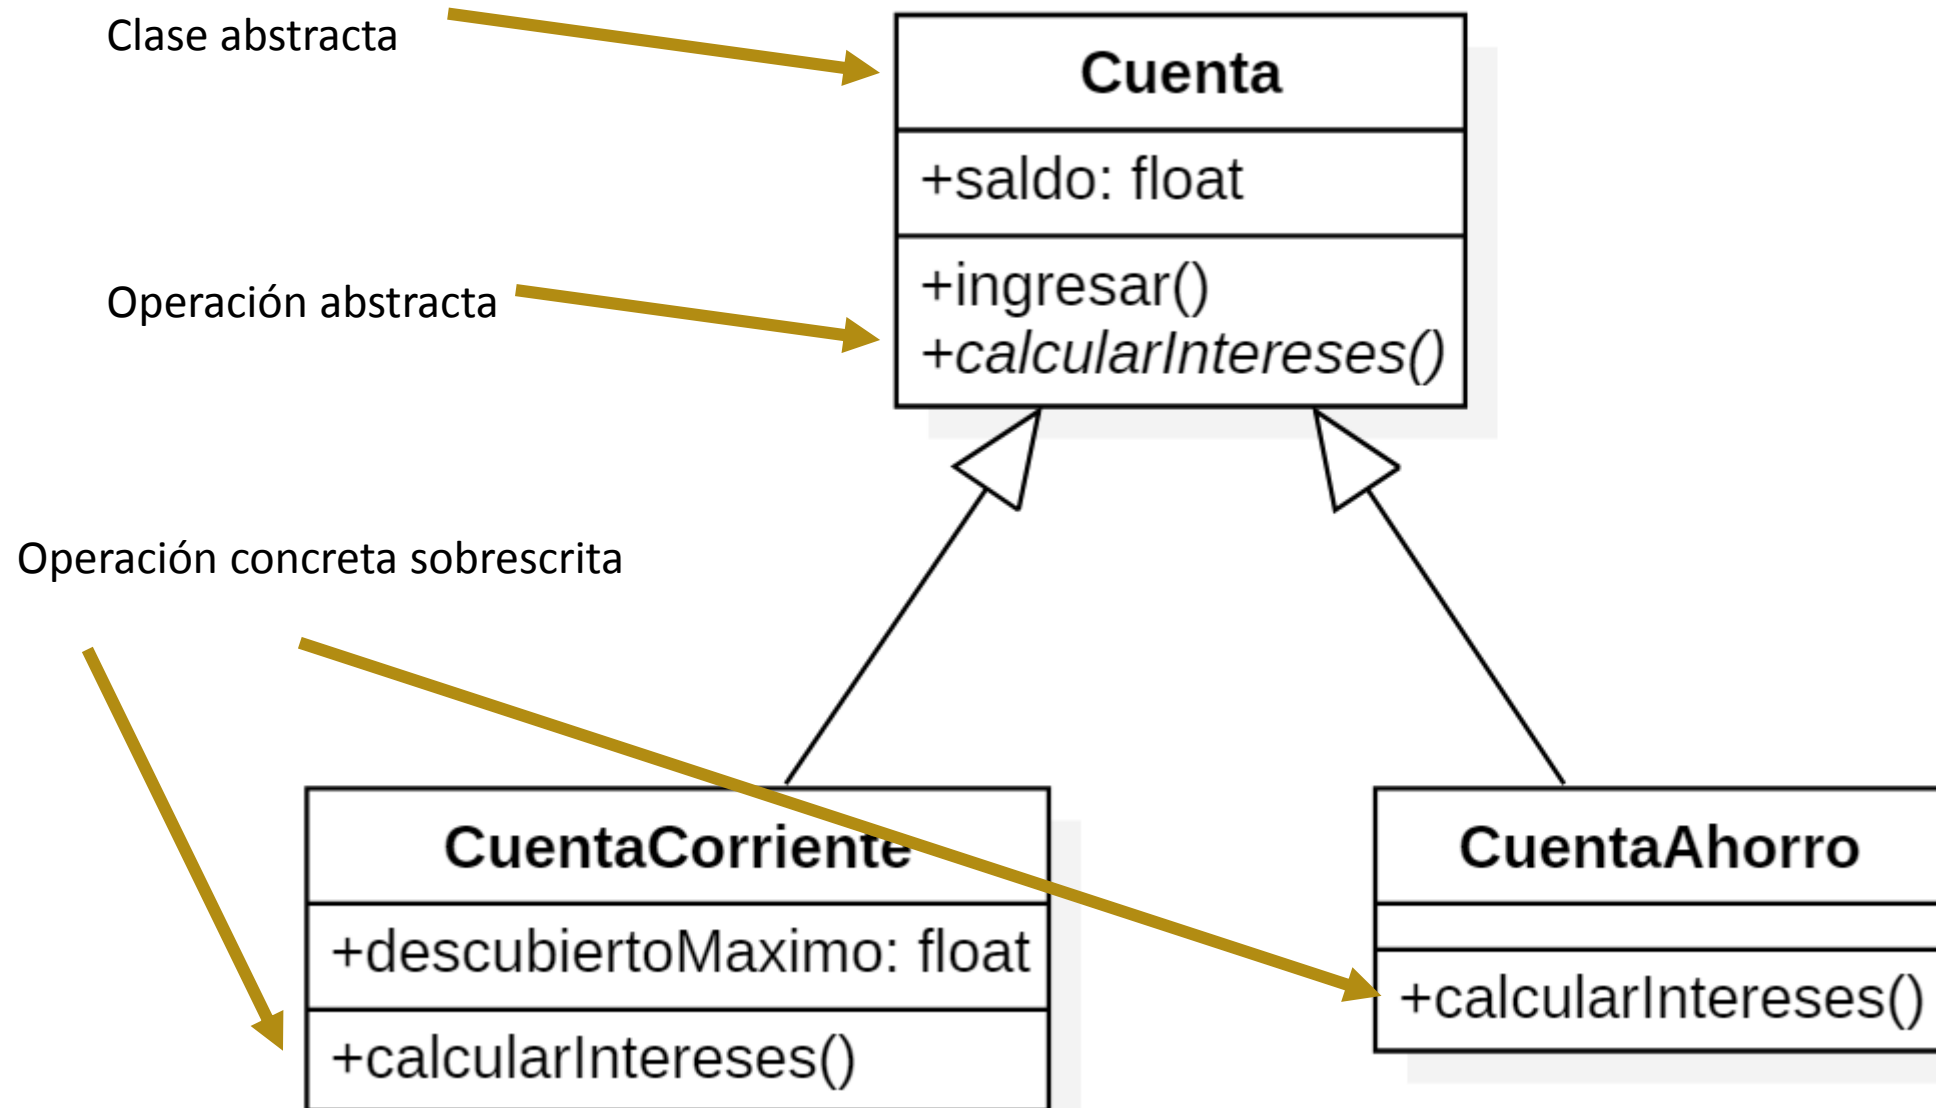 Clase abstracta
Cuenta
+saldo: float
Operación abstracta
+ingresar()
+calcularIntereses()
Operación concreta sobrescrita
CuentaCorriente
+descubiertoMaximo: float
+calcularIntereses()
CuentaAhorro
+calcularIntereses()